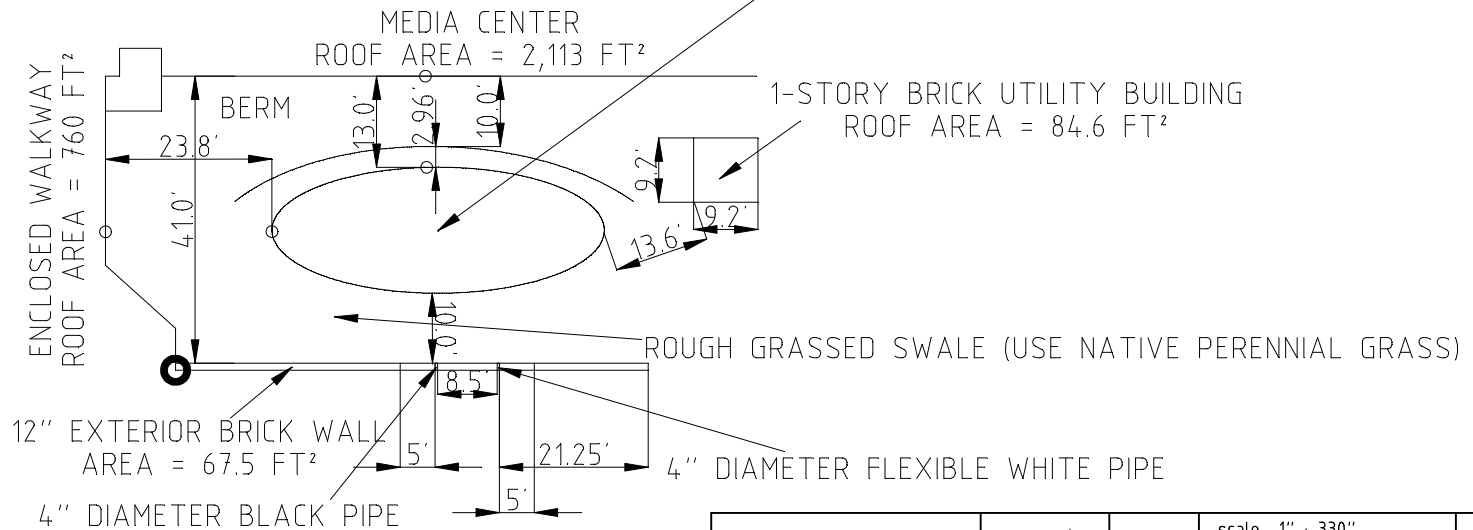 MEDIA CENTER
ROOF AREA = 2,113 FT²
ENCLOSED WALKWAY
ROOF AREA = 760 FT²
BERM
23.8'
41.0'
13.0'
2.96'
10.0'
1-STORY BRICK UTILITY BUILDING
ROOF AREA = 84.6 FT²
9.2'
9.2'
13.6'
10.0'
ROUGH GRASSED SWALE (USE NATIVE PERENNIAL GRASS)
8.5'
12" EXTERIOR BRICK WALL
AREA = 67.5 FT²
5'
21.25'
4" DIAMETER FLEXIBLE WHITE PIPE
5'
4" DIAMETER BLACK PIPE
scale